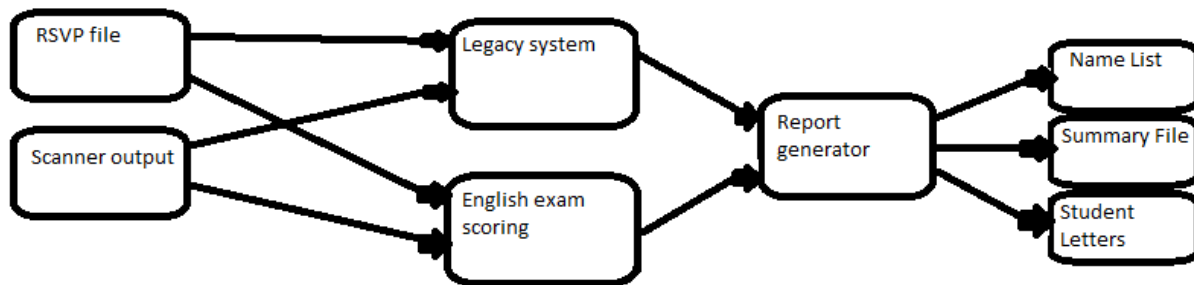 RSVP file
Scanner output
Legacy system
English exam
scoring
Report
generator
Name List
Summary File
Student
Letters